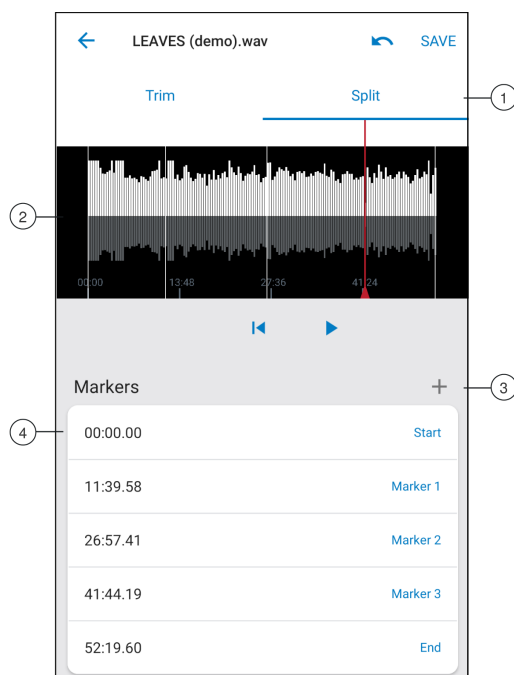 LEAVES (demo).wav SAVE
Trim Split
1
2
00:00 13:48 27:36 41:24
Markers
3
4
00:00.00 Start
11:39.58 Marker 1
26:57.41 Marker 2
41:44.19 Marker 3
52:19.60 End